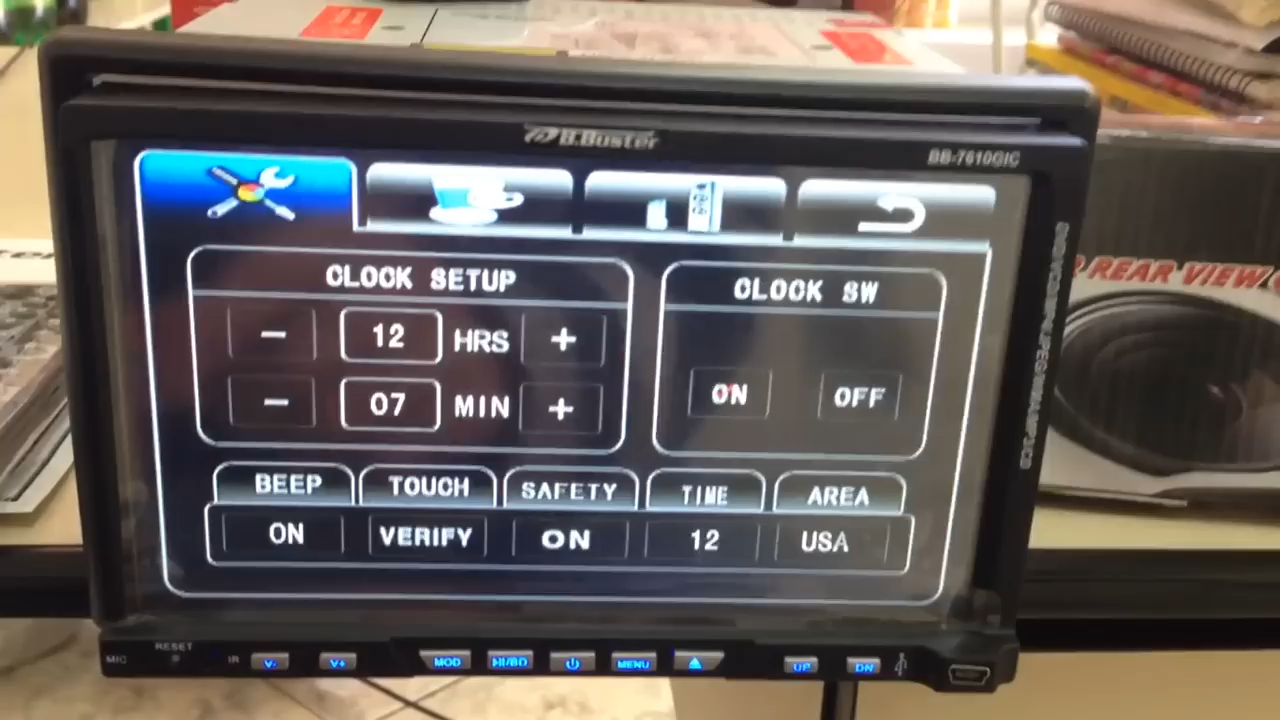 B.Buster
BB-7610GIC
CLOCK SETUP
CLOCK SW
− 12 HRS +
− 07 MIN +
ON OFF
BEEP TOUCH SAFETY TIME AREA
ON VERIFY ON 12 USA
REAR VIEW
MIC RESET IR V- V+ MOD /BD MENU UP DN